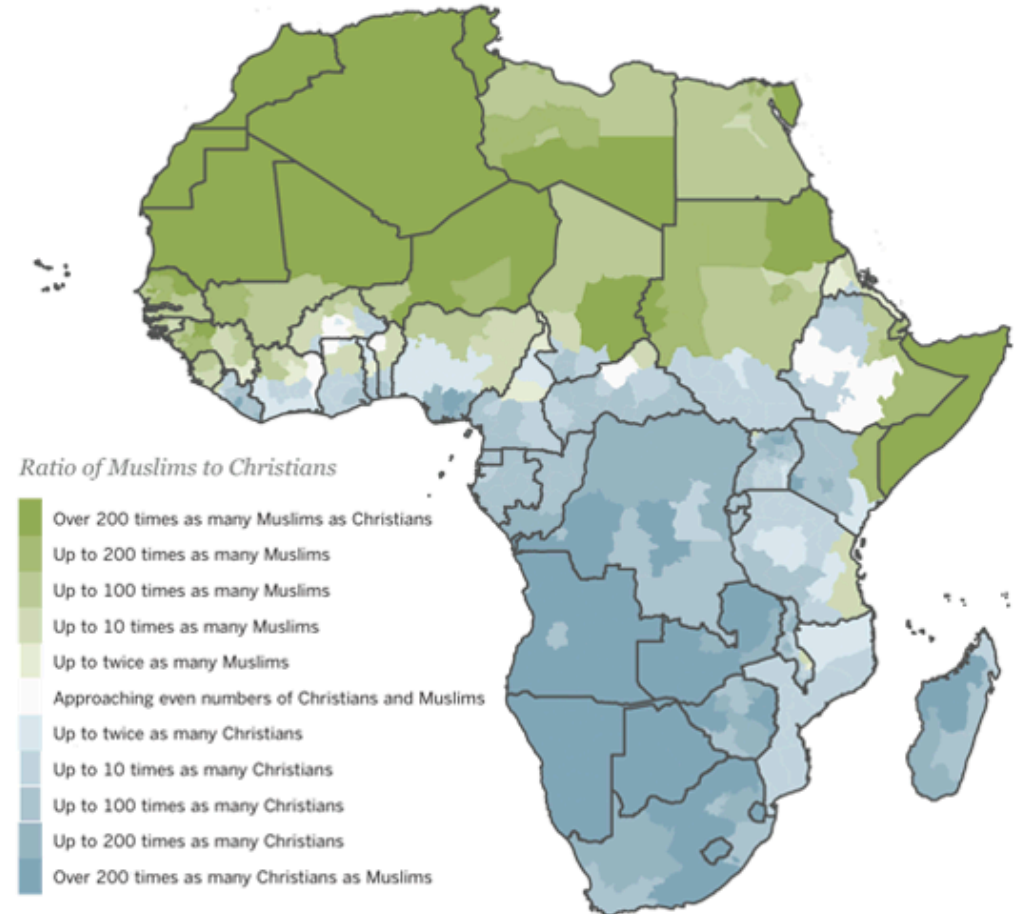 Ratio of Muslims to Christians
Over 200 times as many Muslims as Christians
Up to 200 times as many Muslims
Up to 100 times as many Muslims
Up to 10 times as many Muslims
Up to twice as many Muslims
Approaching even numbers of Christians and Muslims
Up to twice as many Christians
Up to 10 times as many Christians
Up to 100 times as many Christians
Up to 200 times as many Christians
Over 200 times as many Christians as Muslims